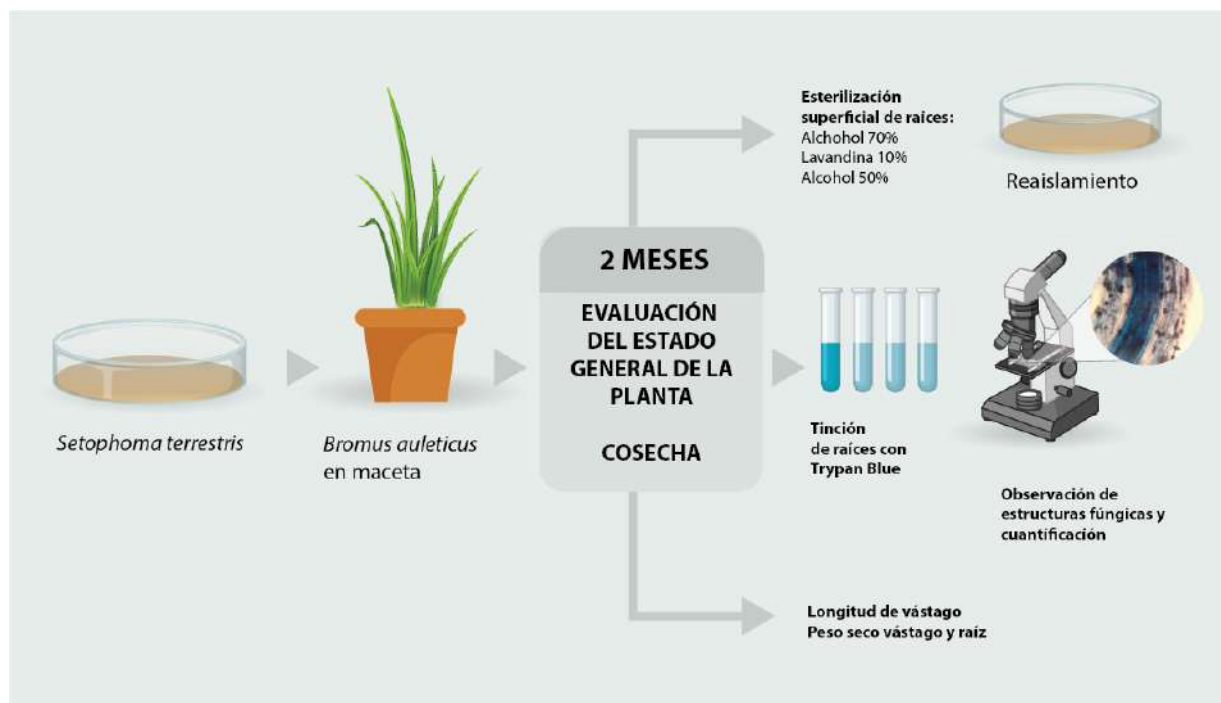 Setophoma terrestris
Bromus auleticus
en maceta
2 MESES
EVALUACIÓN
DEL ESTADO
GENERAL DE LA
PLANTA
COSECHA
Esterilización
superficial de raíces:
Alchohol 70%
Lavandina 10%
Alcohol 50%
Reaislamiento
Tinción
de raíces con
Trypan Blue
Observación de
estructuras fúngicas y
cuantificación
Longitud de vástago
Peso seco vástago y raíz